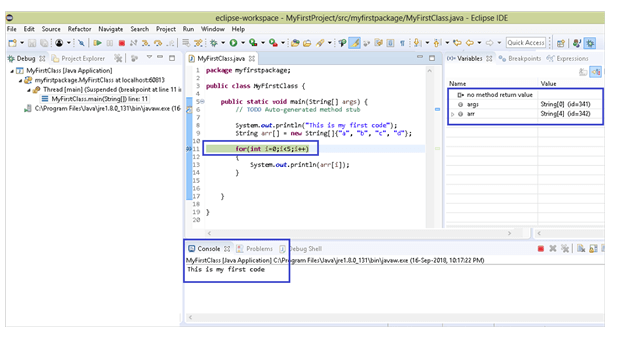 eclipse-workspace - MyFirstProject/src/myfirstpackage/MyFirstClass.java - Eclipse IDE
File Edit Source Refactor Navigate Search Project Run Window Help
Quick Access
Debug Project Explorer
MyFirstClass [Java Application]
myfirstpackage.MyFirstClass at localhost:60813
Thread [main] (Suspended (breakpoint at line 11 i
MyFirstClass.main(String[]) line: 11
C:\Program Files\Java\jre1.8.0_131\bin\javaw.exe (16
MyFirstClass.java
1 package myfirstpackage;
2
3 public class MyFirstClass {
4
5 public static void main(String[] args) {
6 // TODO Auto-generated method stub
7
8 System.out.println("This is my first code");
9 String arr[] = new String[]{"a", "b", "c", "d"};
10
11 for(int i=0;i<5;i++)
12 {
13 System.out.println(arr[i]);
14 }
15
16
17 }
18
19 }
20
Variables Breakpoints Expressions
Name Value
no method return value
args String[0] (id=341)
arr String[4] (id=342)
Console Problems Debug Shell
MyFirstClass [Java Application] C:\Program Files\Java\jre1.8.0_131\bin\javaw.exe (16-Sep-2018, 10:17:22 PM)
This is my first code